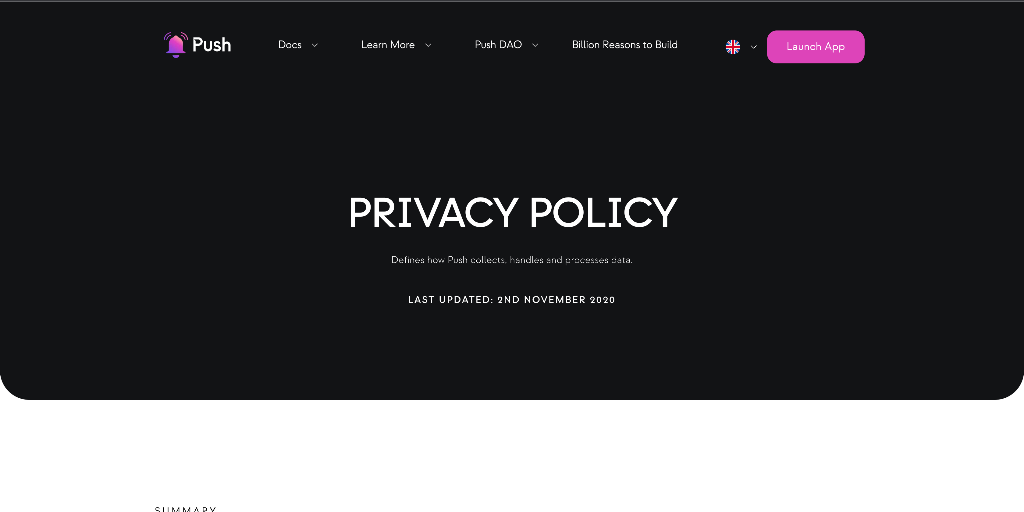 Push
Docs
Learn More
Push DAO
Billion Reasons to Build
Launch App
PRIVACY POLICY
Defines how Push collects, handles and processes data.
LAST UPDATED: 2ND NOVEMBER 2020
SUMMARY